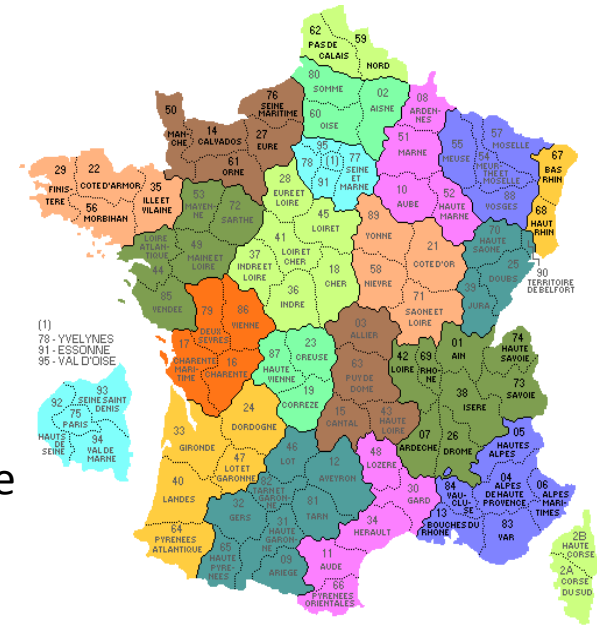 62
PAS DE
CALAIS
59
NORD
80
SOMME
02
AISNE
76
SEINE
MARITIME
60
OISE
08
ARDEN-
NES
50
MAN-
CHE
14
CALVADOS
27
EURE
61
ORNE
95
(1)
78
91
77
SEINE
ET
MARNE
51
MARNE
10
AUBE
52
HAUTE
MARNE
55
MEUSE
54
MEUR-
THE ET
MOSELLE
57
MOSELLE
88
VOSGES
67
BAS
RHIN
68
HAUT
RHIN
29
FINIS-
TERE
22
COTE D'ARMOR
56
MORBIHAN
35
ILLE ET
VILAINE
53
MAYEN-
NE
72
SARTHE
LOIRE
ATLAN-
TIQUE
44
49
MAINE ET
LOIRE
85
VENDEE
28
EURE ET
LOIRE
45
LOIRET
41
LOIR ET
CHER
37
INDRE ET
LOIRE
18
CHER
36
INDRE
89
YONNE
21
COTE D'OR
58
NIEVRE
71
SAONE ET
LOIRE
70
HAUTE
SAONE
25
DOUBS
39
JURA
90
TERRITOIRE
DE BELFORT
79
DEUX
SEVRES
86
VIENNE
17
CHARENTE
MARI-
TIME
16
CHARENTE
87
HAUTE
VIENNE
23
CREUSE
19
CORREZE
03
ALLIER
63
PUY DE
DOME
15
CANTAL
43
HAUTE
LOIRE
42
LOIRE
69
RHO-
NE
01
AIN
74
HAUTE
SAVOIE
73
SAVOIE
38
ISERE
07
ARDECHE
26
DROME
(1)
78 - YVELYNES
91 - ESSONNE
95 - VAL D'OISE
92
HAUTS
DE
SEINE
93
SEINE SAINT
DENIS
75
PARIS
94
VAL DE
MARNE
e
24
DORDOGNE
33
GIRONDE
47
LOT ET
GARONNE
40
LANDES
64
PYRENEES
ATLANTIQUE
46
LOT
12
AVEYRON
82
TARN ET
GARON-
NE
81
TARN
32
GERS
31
HAUTE
GARON-
NE
65
HAUTE
PYRE-
NEES
09
ARIEGE
48
LOZERE
30
GARD
34
HERAULT
11
AUDE
66
PYRENEES
ORIENTALES
05
HAUTES
ALPES
04
ALPES
DE HAUTE
PROVENCE
06
ALPES
MARI-
TIMES
84
VAU-
CLU-
SE
13
BOUCHES DU
RHONE
83
VAR
2B
HAUTE
CORSE
2A
CORSE
DU SUD